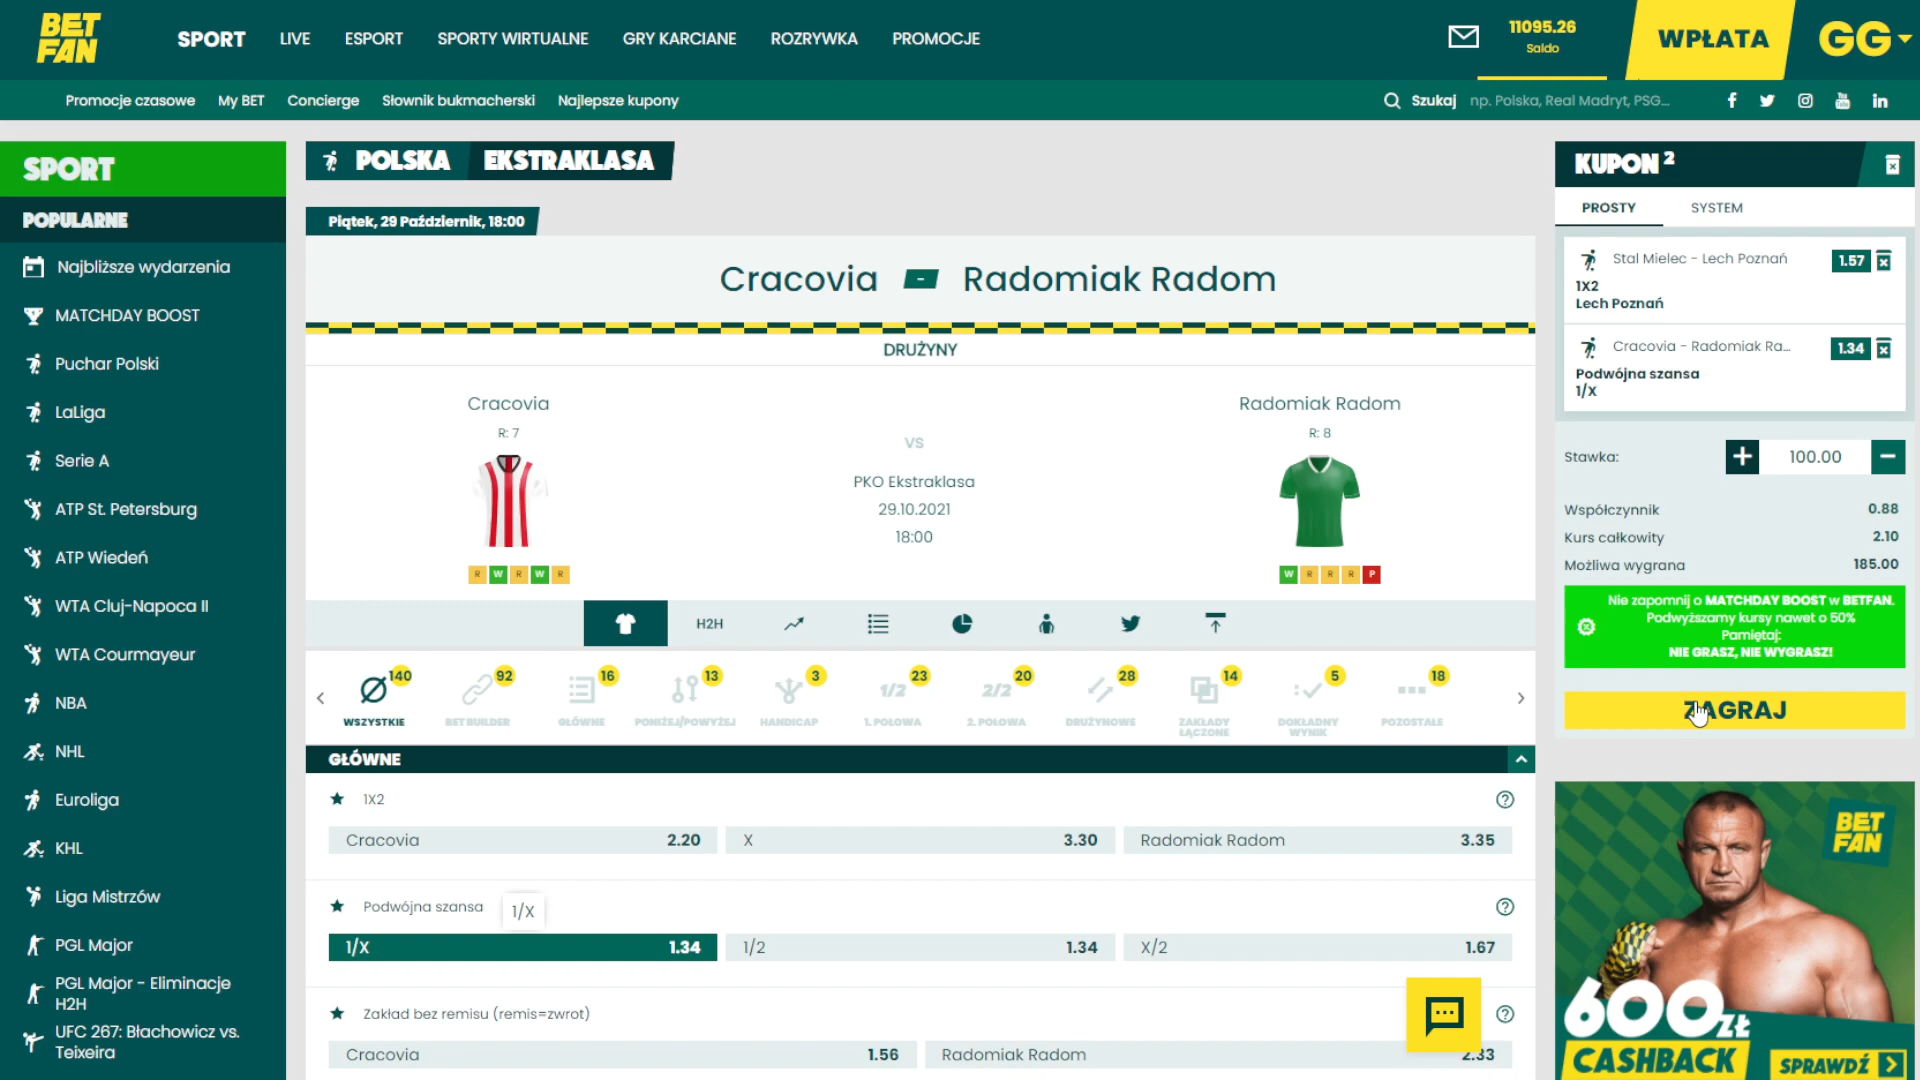 BET
FAN
SPORT
LIVE
ESPORT
SPORTY WIRTUALNE
GRY KARCIANE
ROZRYWKA
PROMOCJE
11095.26
Saldo
WPŁATA
GG
Promocje czasowe
My BET
Concierge
Słownik bukmacherski
Najlepsze kupony
Szukaj
np. Polska, Real Madryt, PSG...
SPORT
POPULARNE
Najbliższe wydarzenia
MATCHDAY BOOST
Puchar Polski
LaLiga
Serie A
ATP St. Petersburg
ATP Wiedeń
WTA Cluj-Napoca II
WTA Courmayeur
NBA
NHL
Euroliga
KHL
Liga Mistrzów
PGL Major
PGL Major - Eliminacje
H2H
UFC 267: Błachowicz vs.
Teixeira
POLSKA
EKSTRAKLASA
Piątek, 29 Październik, 18:00
Cracovia - Radomiak Radom
DRUŻYNY
Cracovia
R: 7
R W R W R
VS
PKO Ekstraklasa
29.10.2021
18:00
Radomiak Radom
R: 8
W R R R P
H2H
140
WSZYSTKIE
92
BET BUILDER
16
GŁÓWNE
13
PONIŻEJ/POWYŻEJ
3
HANDICAP
1/2
23
1. POŁOWA
2/2
20
2. POŁOWA
28
DRUŻYNOWE
14
ZAKŁADY
ŁĄCZONE
5
DOKŁADNY
WYNIK
18
POZOSTAŁE
GŁÓWNE
1X2
Cracovia 2.20
X 3.30
Radomiak Radom 3.35
Podwójna szansa
1/X
1/X 1.34
1/2 1.34
X/2 1.67
Zakład bez remisu (remis=zwrot)
Cracovia 1.56
Radomiak Radom 2.33
KUPON 2
PROSTY
SYSTEM
Stal Mielec - Lech Poznań 1.57
1X2
Lech Poznań
Cracovia - Radomiak Ra... 1.34
Podwójna szansa
1/X
Stawka: + 100.00 −
Współczynnik 0.88
Kurs całkowity 2.10
Możliwa wygrana 185.00
Nie zapomnij o MATCHDAY BOOST w BETFAN.
Podwyższamy kursy nawet o 50%
Pamiętaj:
NIE GRASZ, NIE WYGRASZ!
ZAGRAJ
BET
FAN
600 ZŁ
CASHBACK
SPRAWDŹ